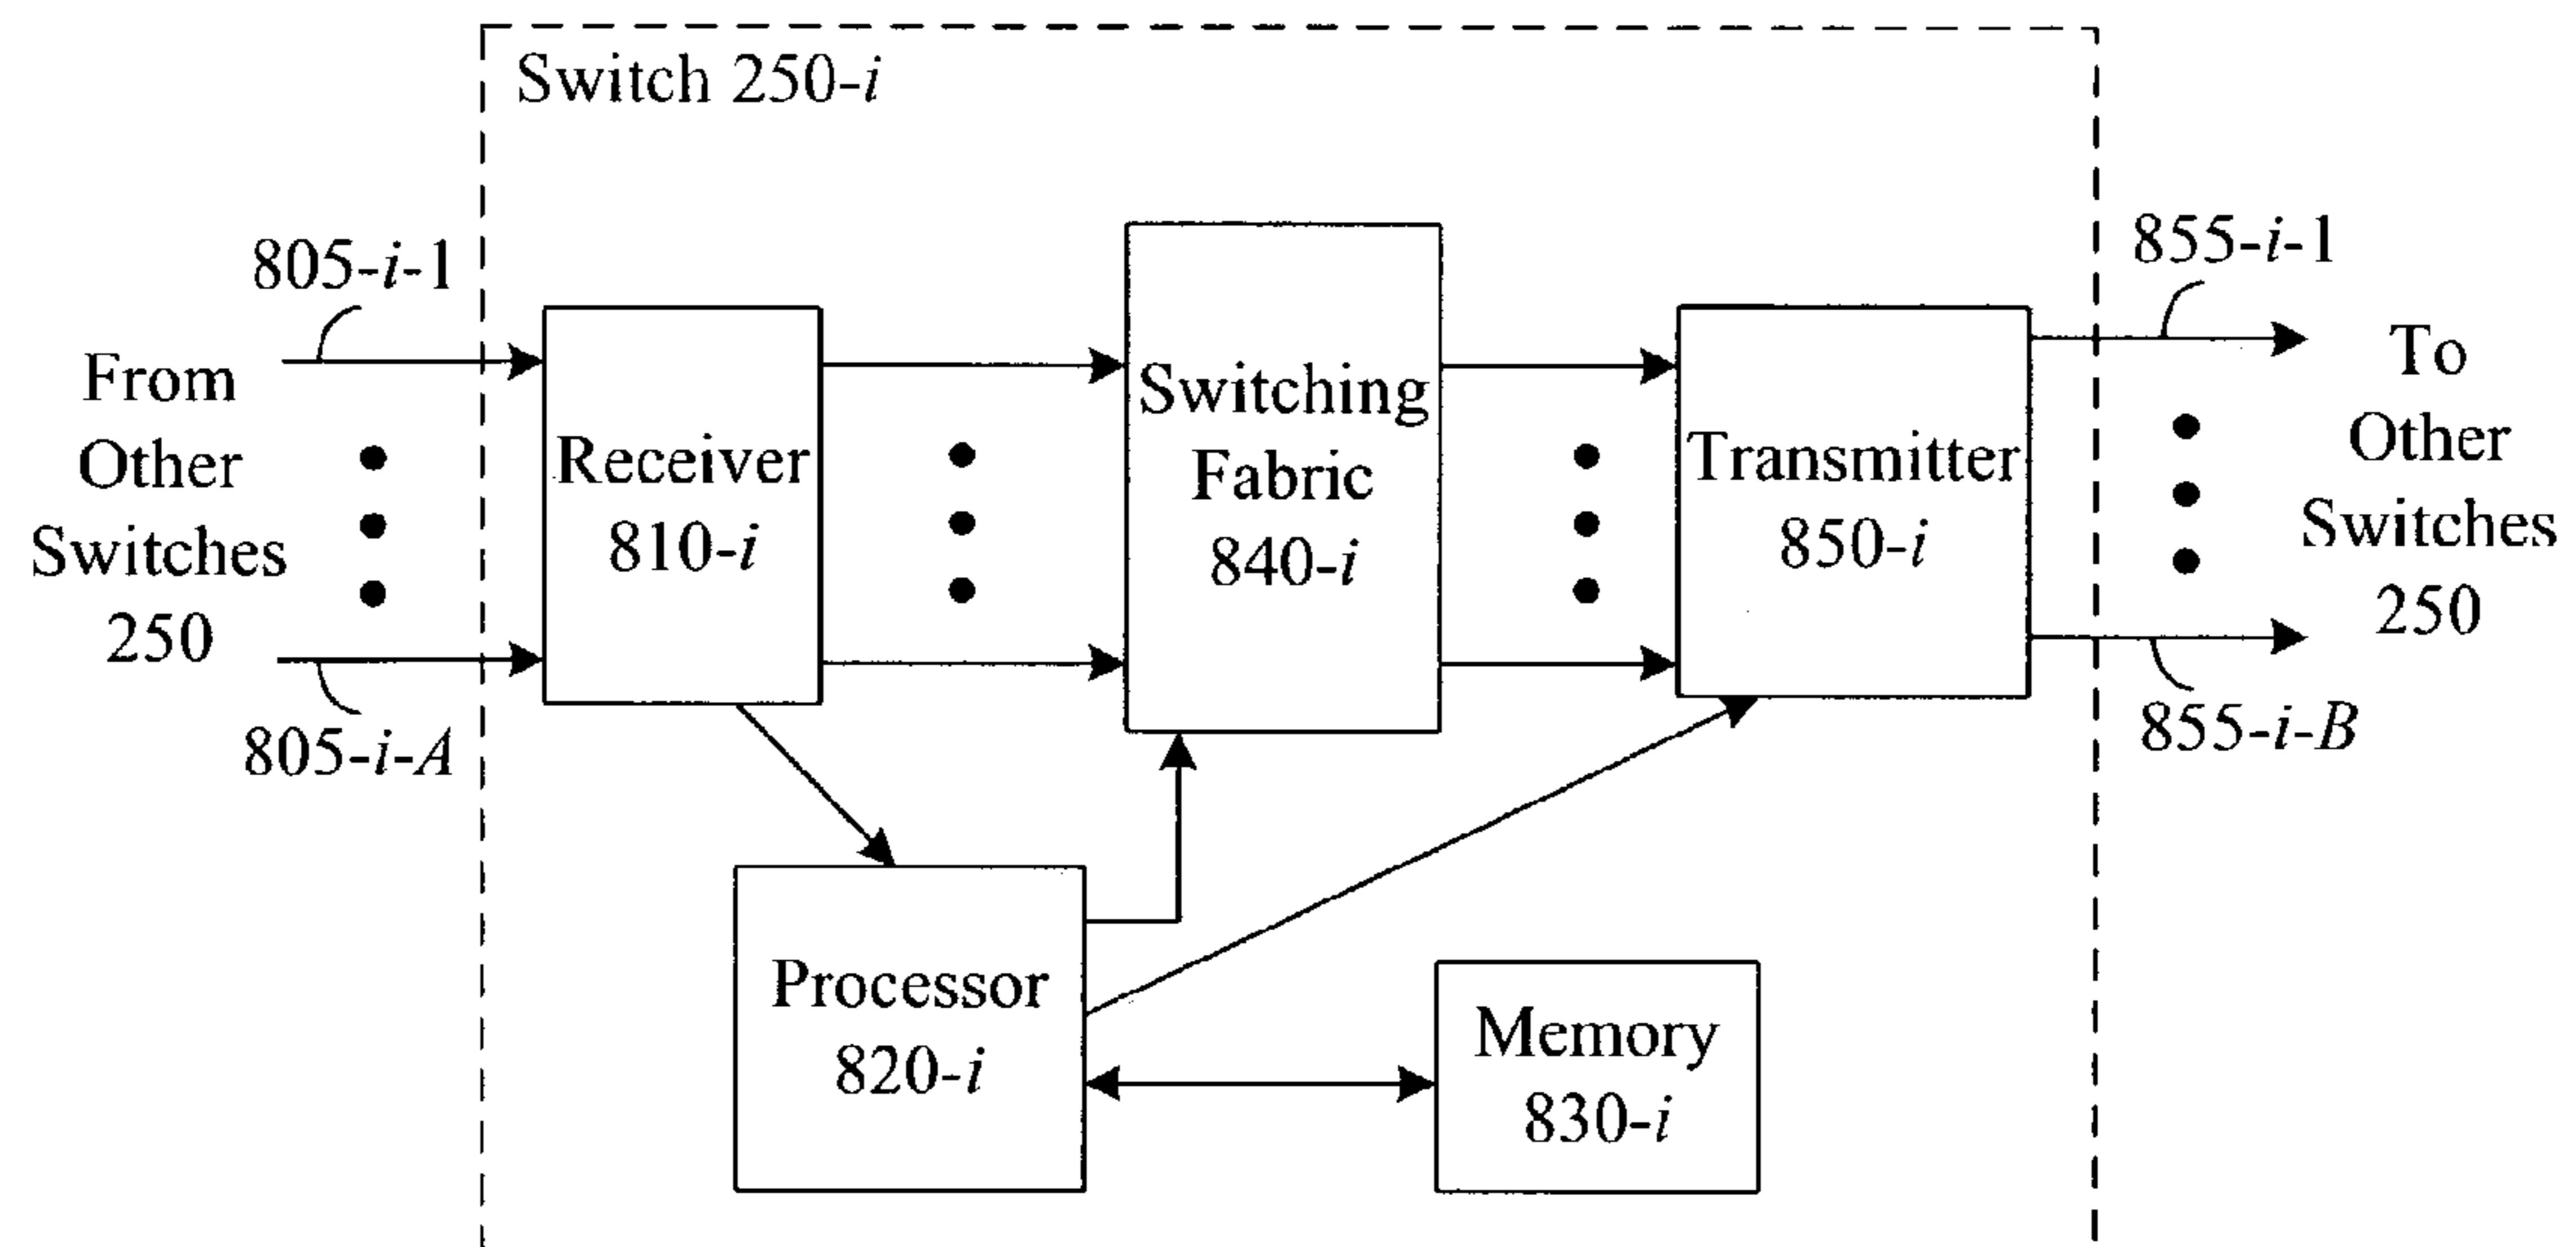 Switch 250-i
805-i-1
From
Other
Switches
250
805-i-A
Receiver
810-i
Switching
Fabric
840-i
Transmitter
850-i
855-i-1
To
Other
Switches
250
855-i-B
Processor
820-i
Memory
830-i